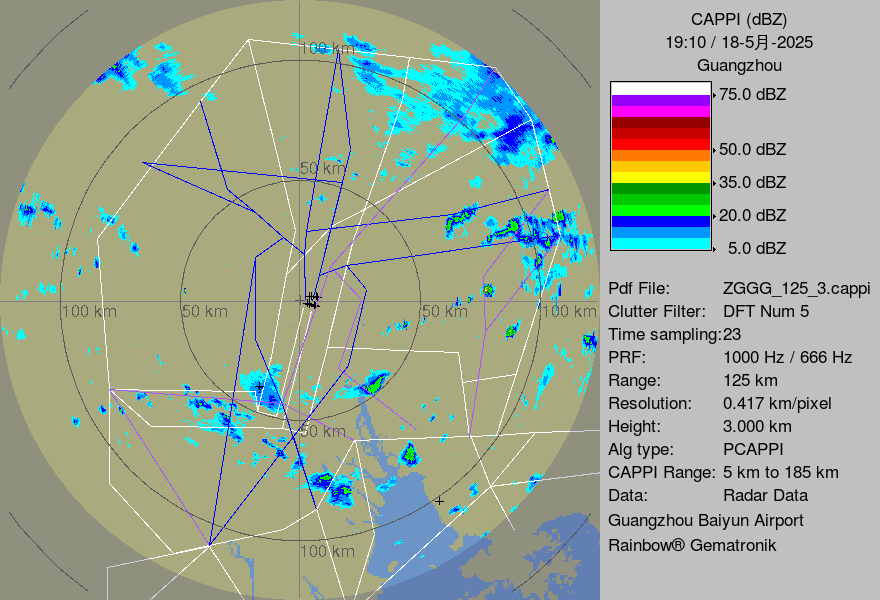 CAPPI (dBZ)
19:10 / 18-5月-2025
Guangzhou
75.0 dBZ
50.0 dBZ
35.0 dBZ
20.0 dBZ
5.0 dBZ
Pdf File: ZGGG_125_3.cappi
Clutter Filter: DFT Num 5
Time sampling:23
PRF: 1000 Hz / 666 Hz
Range: 125 km
Resolution: 0.417 km/pixel
Height: 3.000 km
Alg type: PCAPPI
CAPPI Range: 5 km to 185 km
Data: Radar Data
Guangzhou Baiyun Airport
Rainbow® Gematronik
100 km
50 km
100 km
50 km
50 km
100 km
50 km
100 km